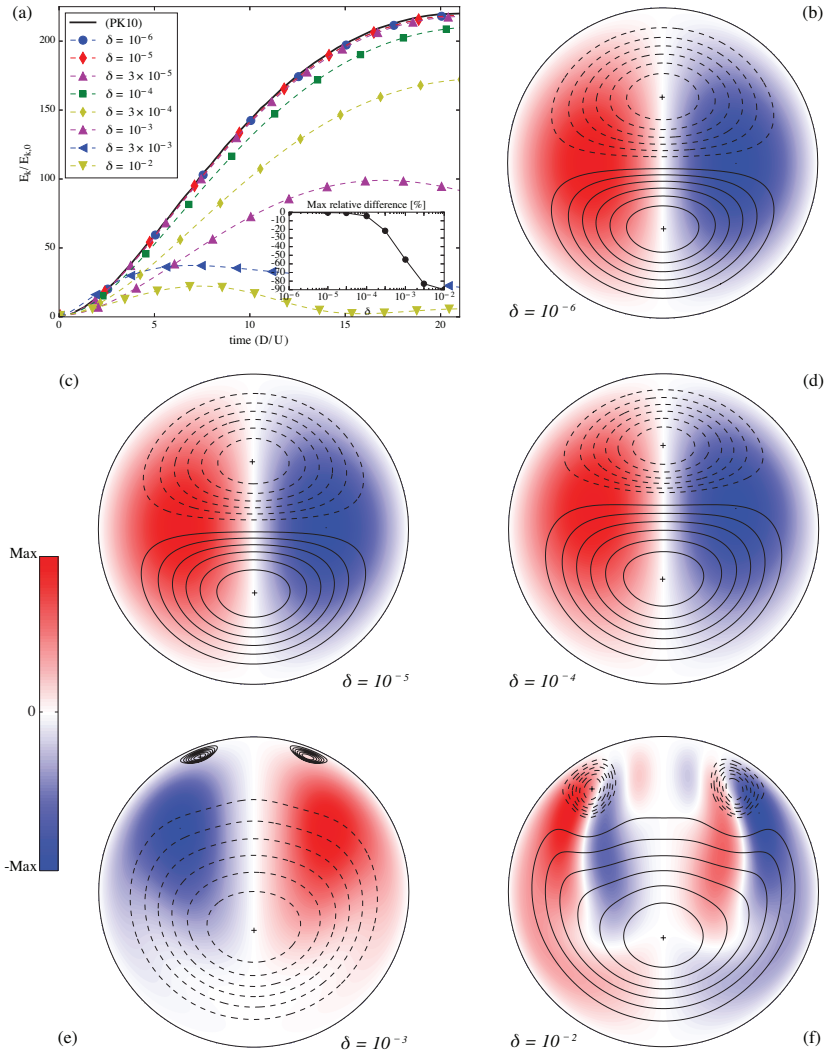 (a)
E_k/E_{k,0}
220
200
150
100
50
0
0 5 10 15 20
time (D/U)
(PK10)
δ = 10⁻⁶
δ = 10⁻⁵
δ = 3× 10⁻⁵
δ = 10⁻⁴
δ = 3× 10⁻⁴
δ = 10⁻³
δ = 3× 10⁻³
δ = 10⁻²
Max relative difference [%]
0
-10
-20
-30
-40
-50
-60
-70
-80
-90
10⁻⁶ 10⁻⁵ 10⁻⁴ 10⁻³ 10⁻²
δ
(b)
δ = 10⁻⁶
(c)
δ = 10⁻⁵
(d)
δ = 10⁻⁴
Max
0
-Max
(e)
δ = 10⁻³
δ = 10⁻²
(f)